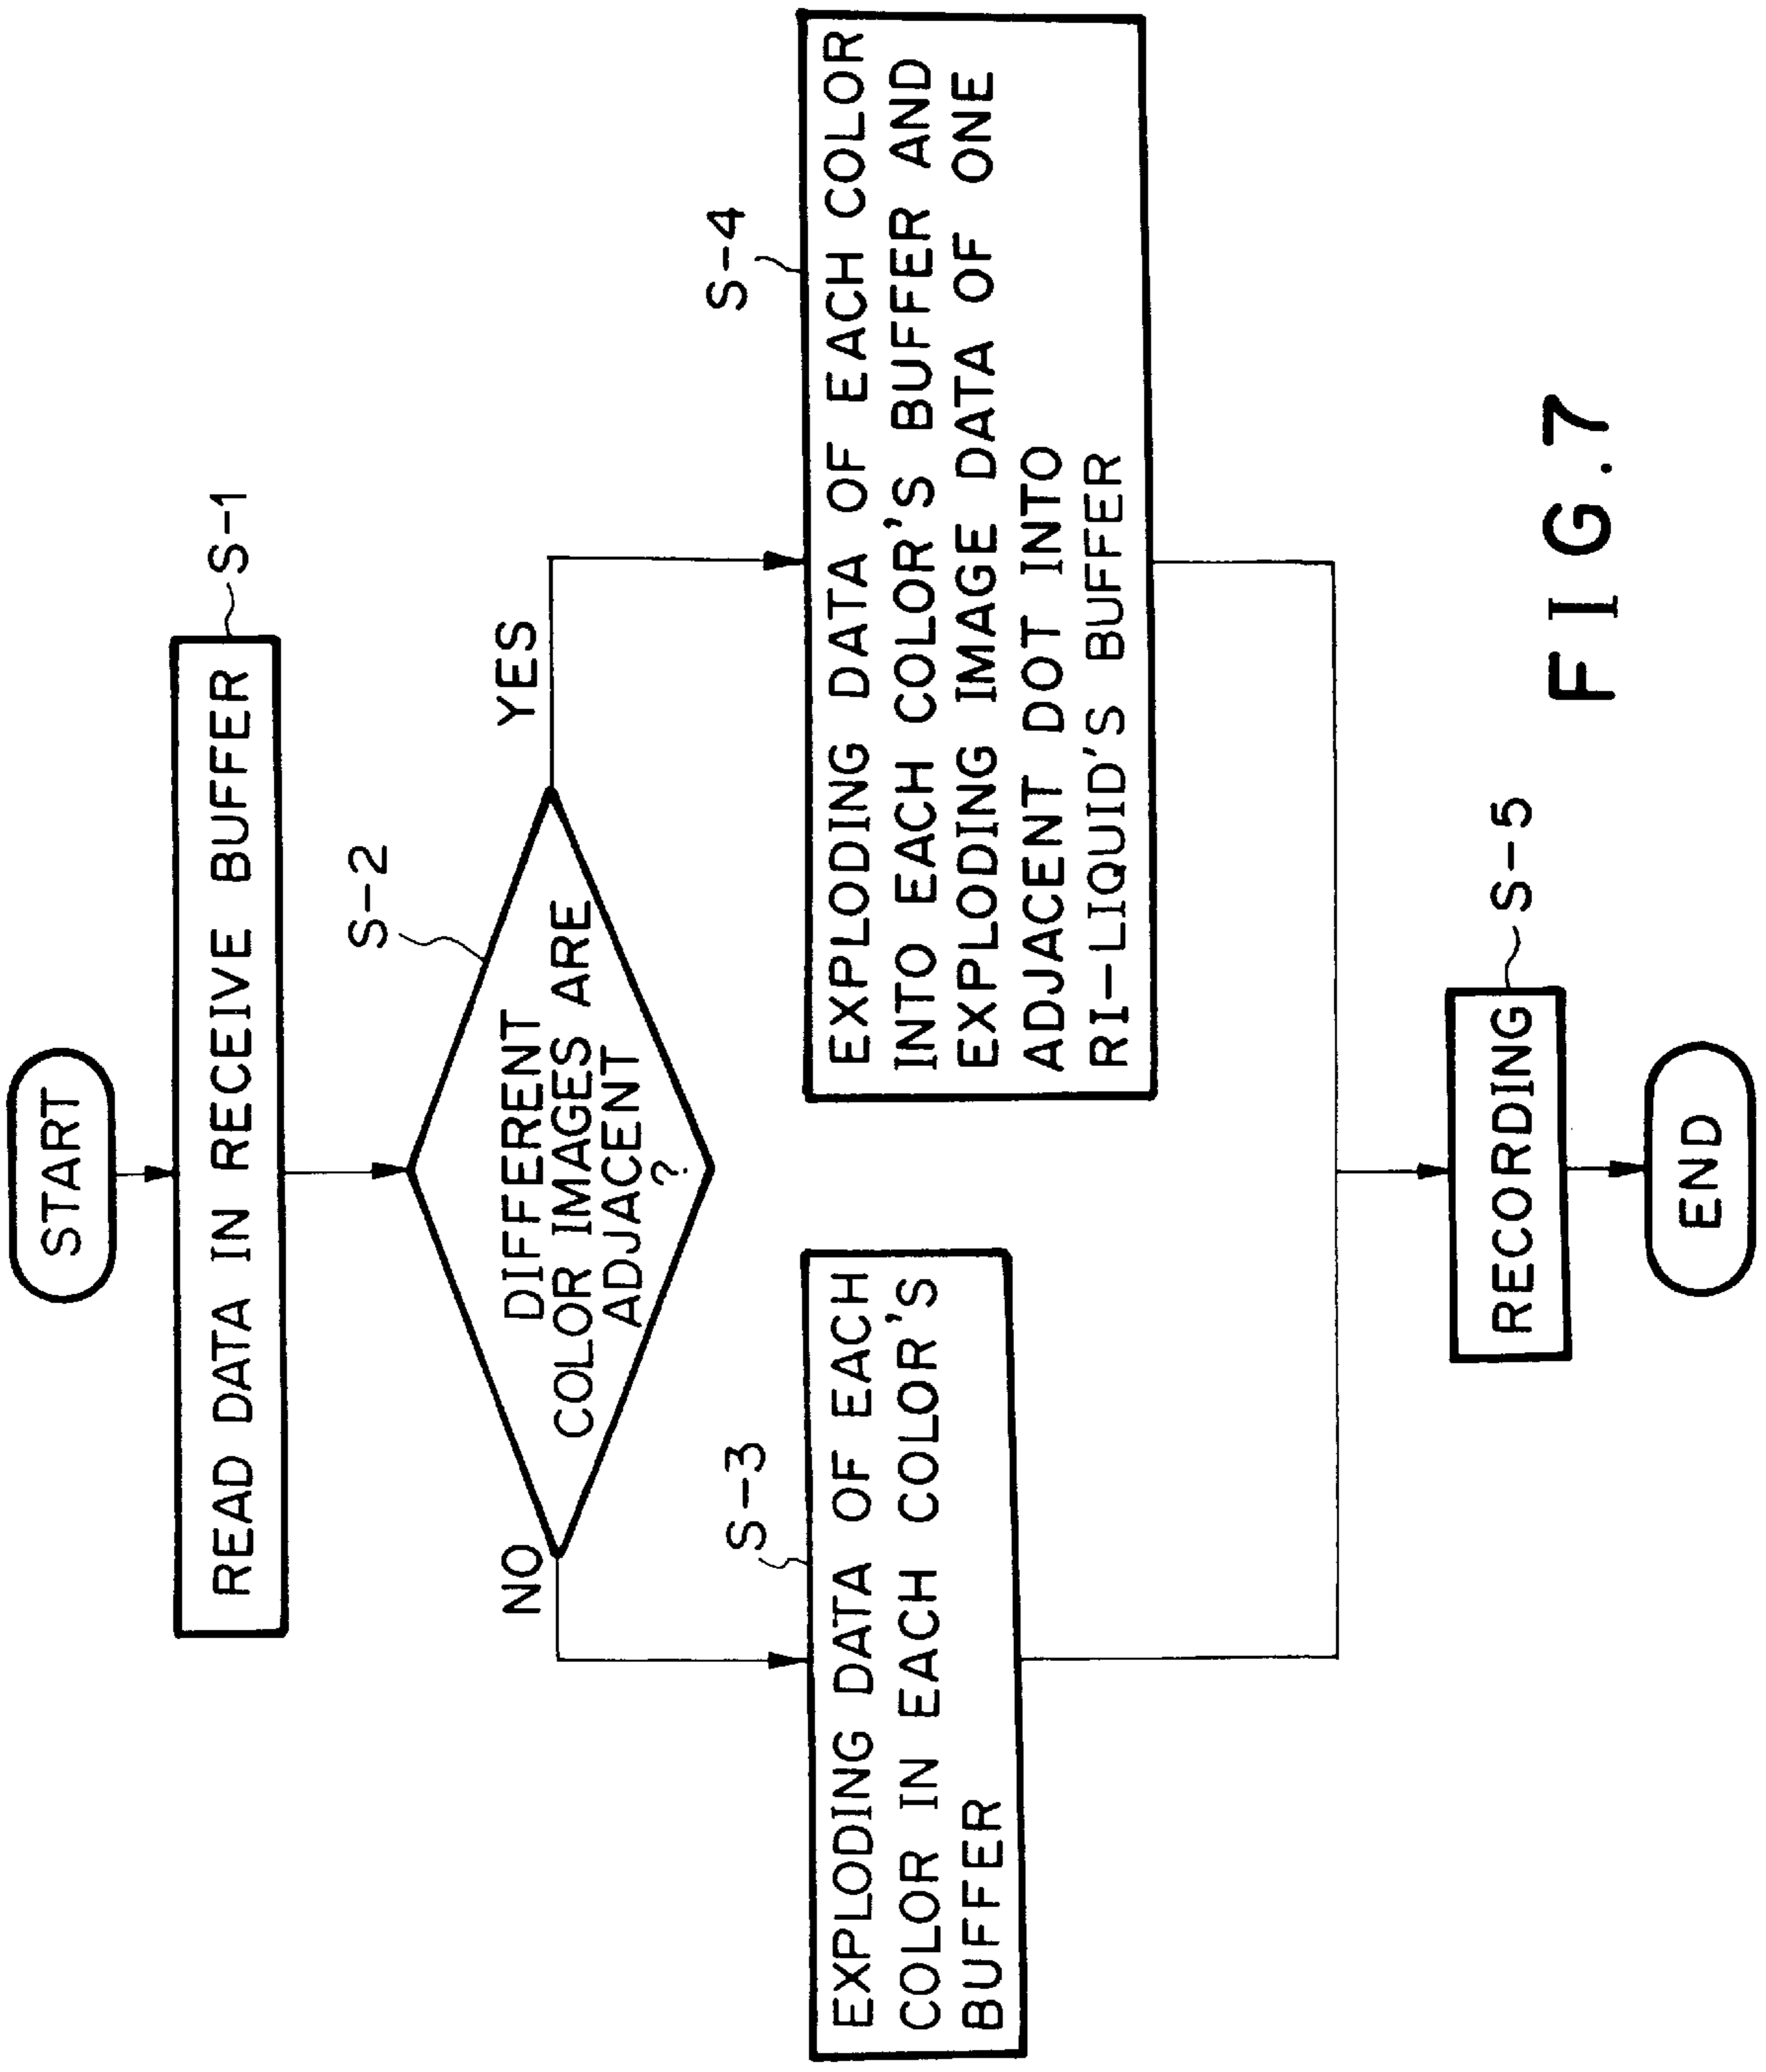 START
READ DATA IN RECEIVE BUFFER
S-1
S-2
DIFFERENT
COLOR IMAGES ARE
ADJACENT
?
NO
YES
S-3
EXPLODING DATA OF EACH
COLOR IN EACH COLOR'S
BUFFER
S-4
EXPLODING DATA OF EACH COLOR
INTO EACH COLOR'S BUFFER AND
EXPLODING IMAGE DATA OF ONE
ADJACENT DOT INTO
RI-LIQUID'S BUFFER
RECORDING
S-5
END
FIG.7